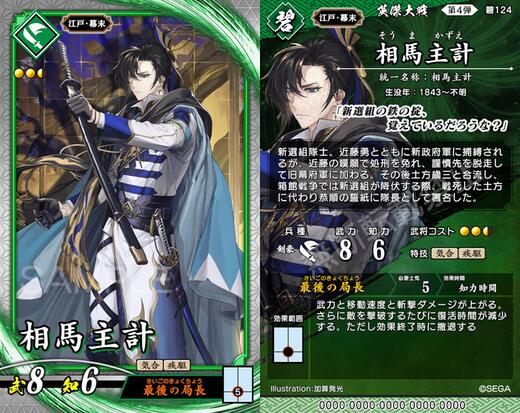 江戸・幕末
相馬主計
気合 疾駆
武8 知6
さいごのきょくちょう
最後の局長
5
碧
江戸・幕末
英傑大戦
第4弾
碧124
そうま かずえ
相馬主計
統一名称：相馬主計
生没年：1843～不明
「新選組の鉄の掟、
覚えているだろうな？」
新選組隊士。近藤勇とともに新政府軍に捕縛され
るが、近藤の嘆願で処刑を免れ、謹慎先を脱走し
て旧幕府軍に加わる。その後土方歳三と合流し、
箱館戦争では新選組が降伏する際、戦死した土方
に代わり恭順の誓紙に隊長として署名した。
兵種 武力 知力 武将コスト
剣豪 8 6 特技 気合 疾駆
さいごのきょくちょう 必要士気 効果時間
最後の局長 5 知力時間
効果範囲
武力と移動速度と斬撃ダメージが上がる。
さらに敵を撃破するたびに復活時間が減少
する。ただし効果終了時に撤退する
Illustration:加算発光
©SEGA
0000 0000 0000 0000 0000